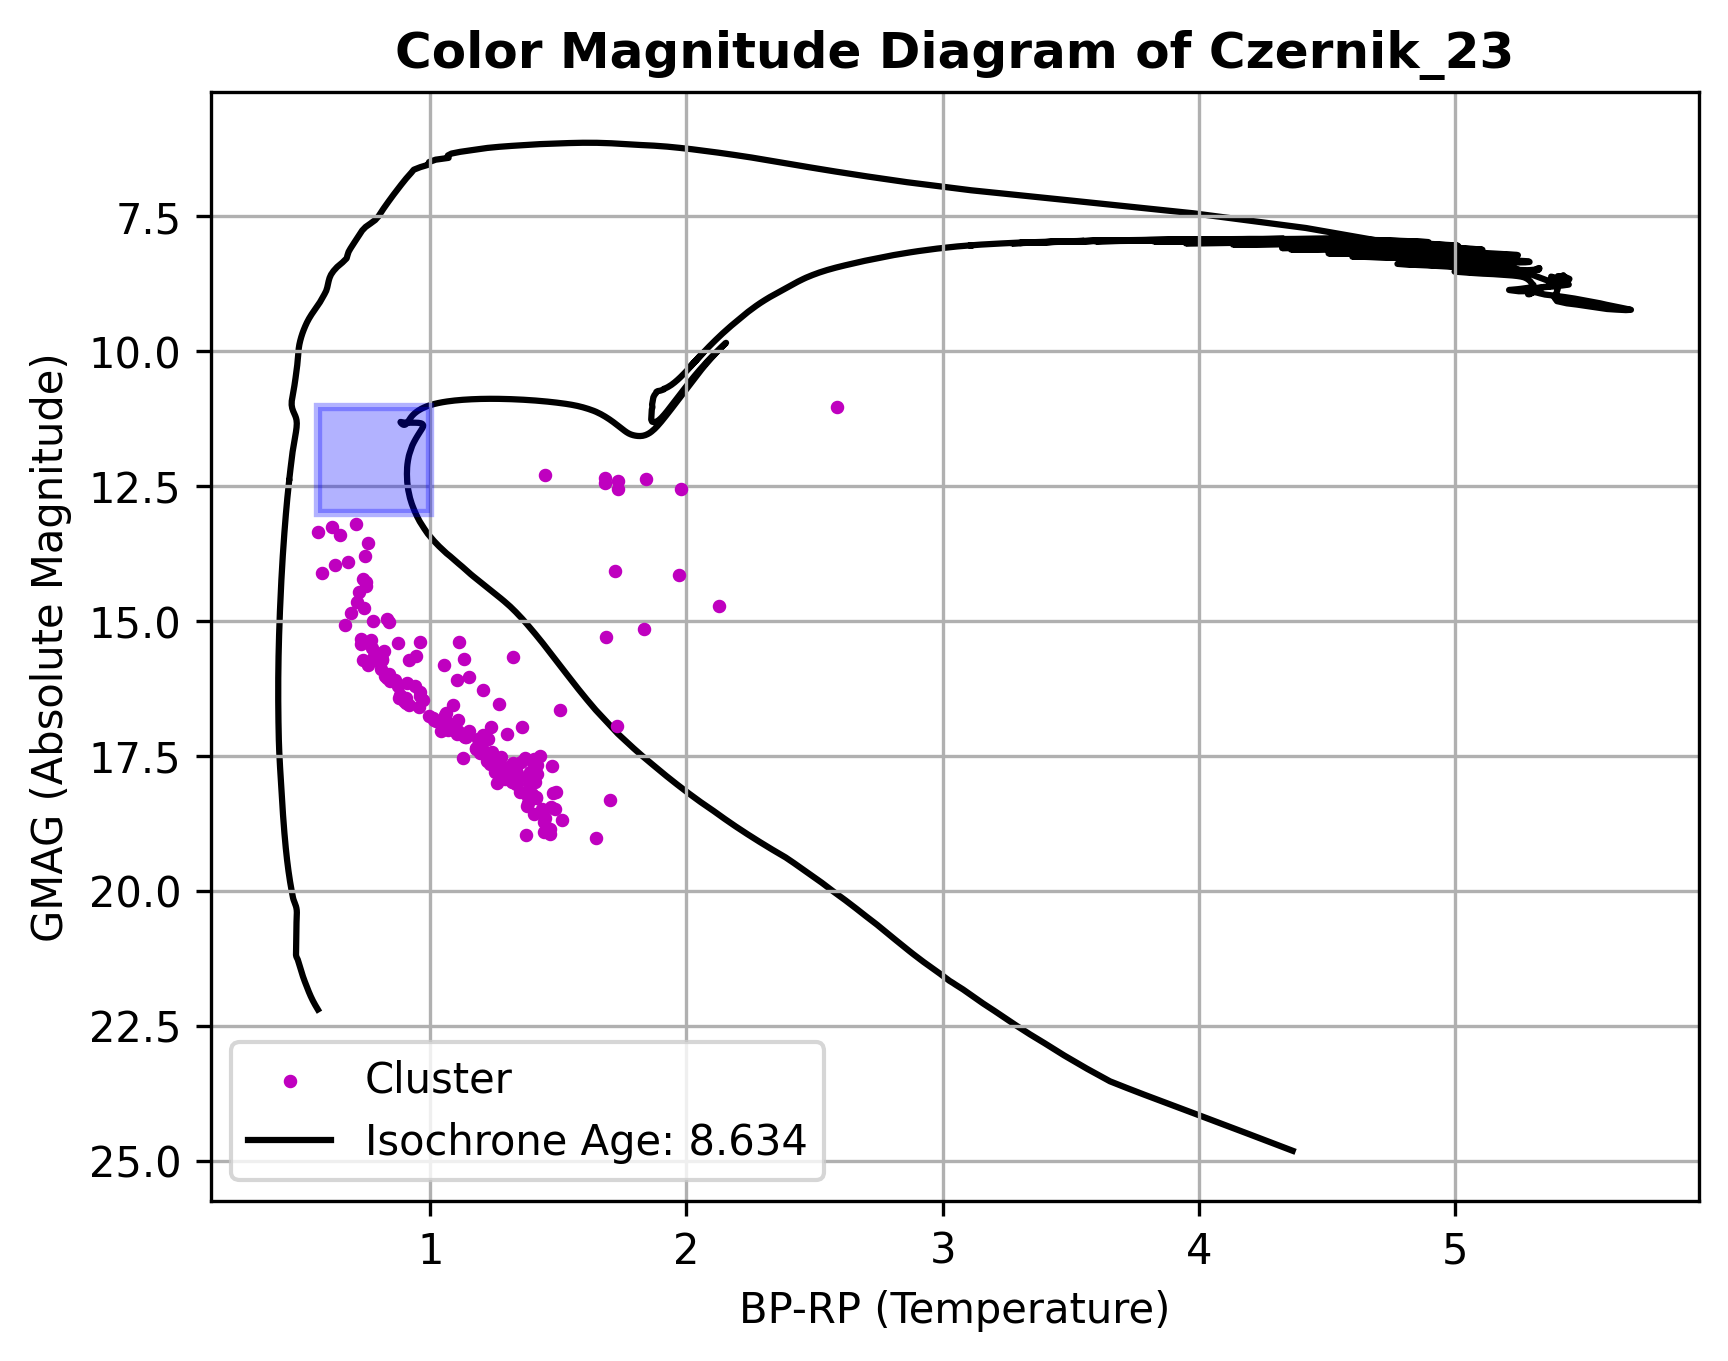 Color Magnitude Diagram of Czernik_23
GMAG (Absolute Magnitude)
7.5
10.0
12.5
15.0
17.5
20.0
22.5
25.0
Cluster
Isochrone Age: 8.634
1 2 3 4 5
BP-RP (Temperature)